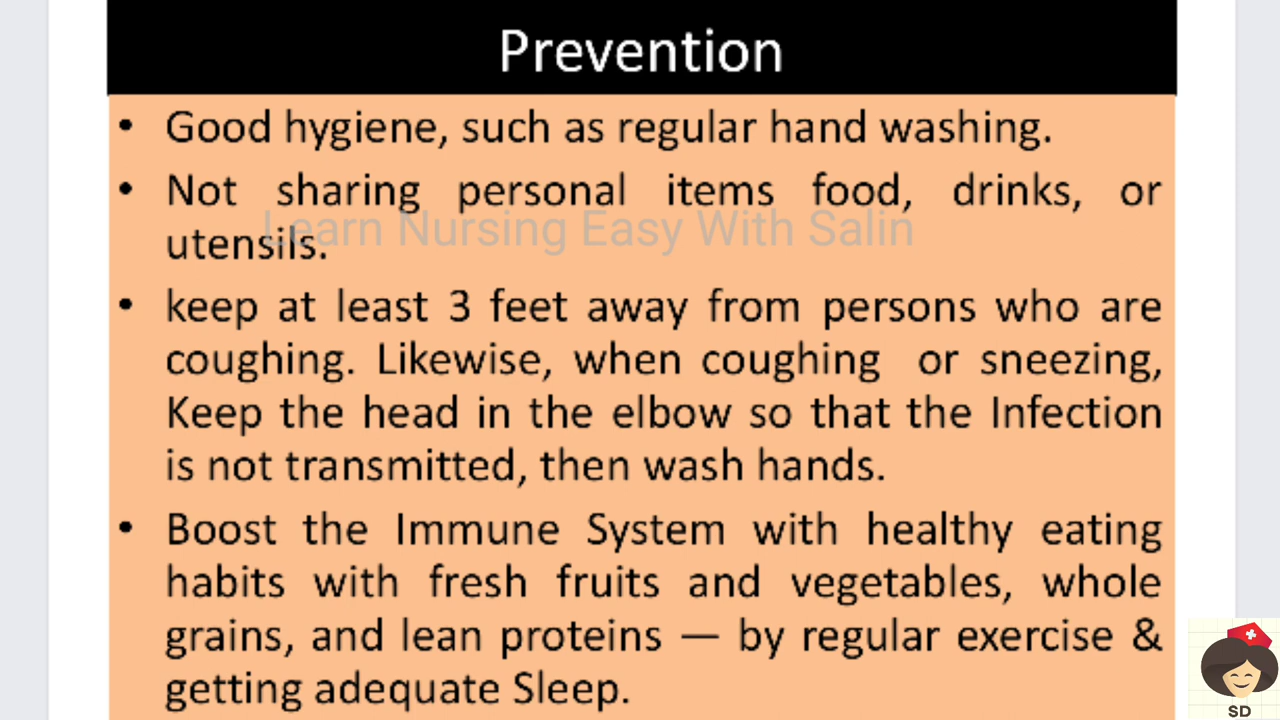 Prevention
• Good hygiene, such as regular hand washing.
• Not sharing personal items food, drinks, or
Learn Nursing Easy With Salin
utensils.
• keep at least 3 feet away from persons who are
coughing. Likewise, when coughing or sneezing,
Keep the head in the elbow so that the Infection
is not transmitted, then wash hands.
• Boost the Immune System with healthy eating
habits with fresh fruits and vegetables, whole
grains, and lean proteins — by regular exercise &
getting adequate Sleep.
SD